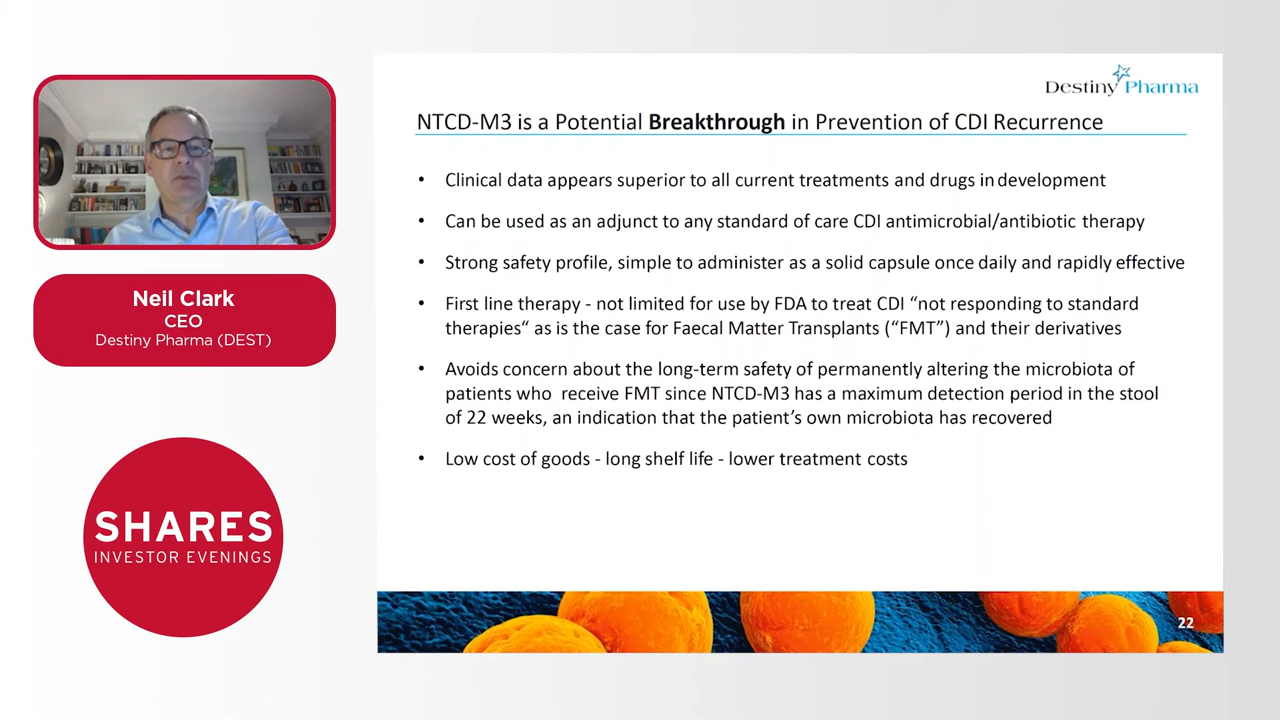 Neil Clark
CEO
Destiny Pharma (DEST)
SHARES
INVESTOR EVENINGS
Destiny Pharma
NTCD-M3 is a Potential Breakthrough in Prevention of CDI Recurrence
• Clinical data appears superior to all current treatments and drugs in development
• Can be used as an adjunct to any standard of care CDI antimicrobial/antibiotic therapy
• Strong safety profile, simple to administer as a solid capsule once daily and rapidly effective
• First line therapy - not limited for use by FDA to treat CDI “not responding to standard
therapies“ as is the case for Faecal Matter Transplants (“FMT”) and their derivatives
• Avoids concern about the long-term safety of permanently altering the microbiota of
patients who receive FMT since NTCD-M3 has a maximum detection period in the stool
of 22 weeks, an indication that the patient’s own microbiota has recovered
• Low cost of goods - long shelf life - lower treatment costs
22